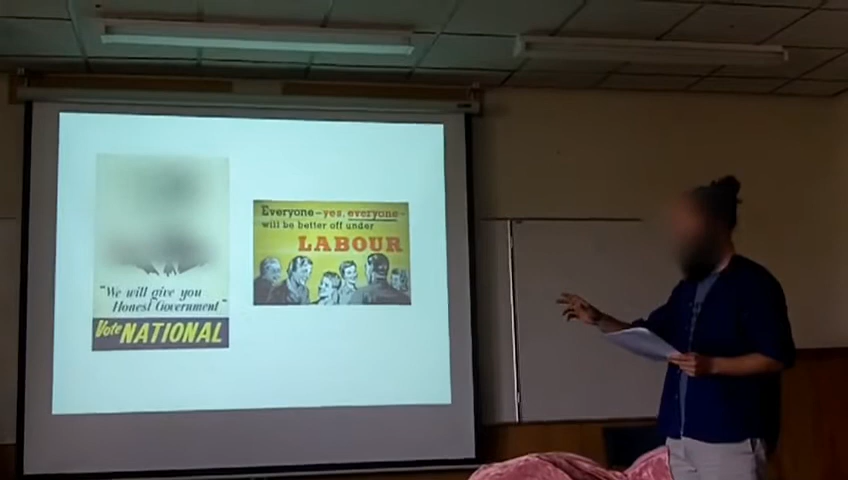 "We will give you
Honest Government"
Vote NATIONAL
Everyone – yes, everyone –
will be better off under
LABOUR